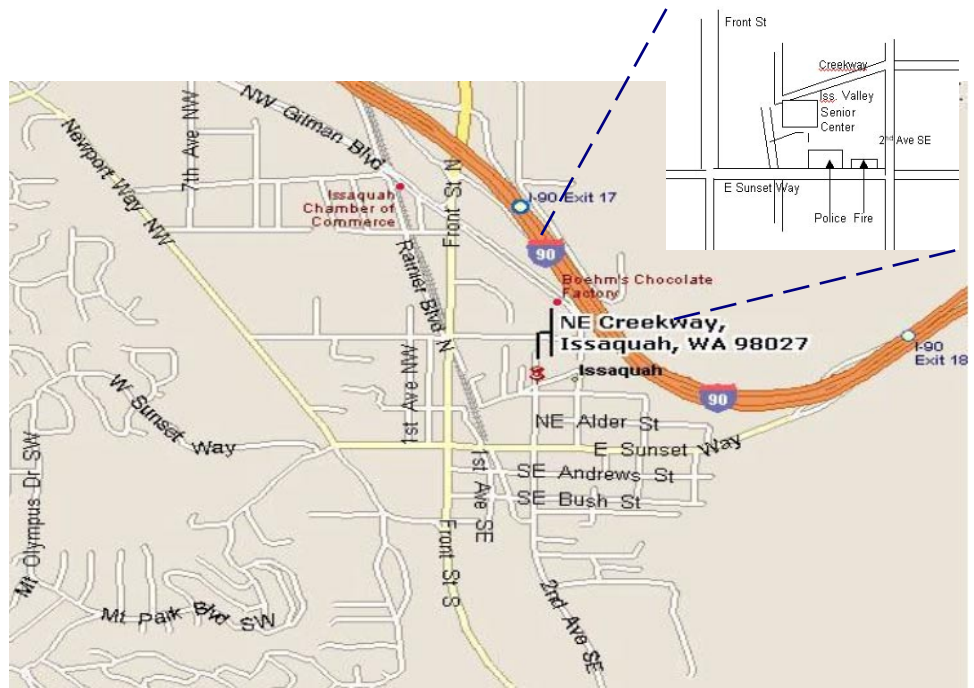 Front St
Creekway
Iss. Valley
Senior
Center
2nd Ave SE
E Sunset Way
Police
Fire
NW Gilman Blvd
7th Ave NW
Newport Way NW
Issaquah
Chamber of
Commerce
Front St N
I-90 Exit 17
90
Rainier Blvd N
Boehm's Chocolate
Factory
NE Creekway,
Issaquah, WA 98027
I-90
Exit 18
Issaquah
90
1st Ave NW
W Sunset Way
NE Alder St
E Sunset Way
SE Andrews St
SE Bush St
1st Ave SE
Mt Olympus Dr SW
Front St S
2nd Ave SE
Mt Park Blvd SW